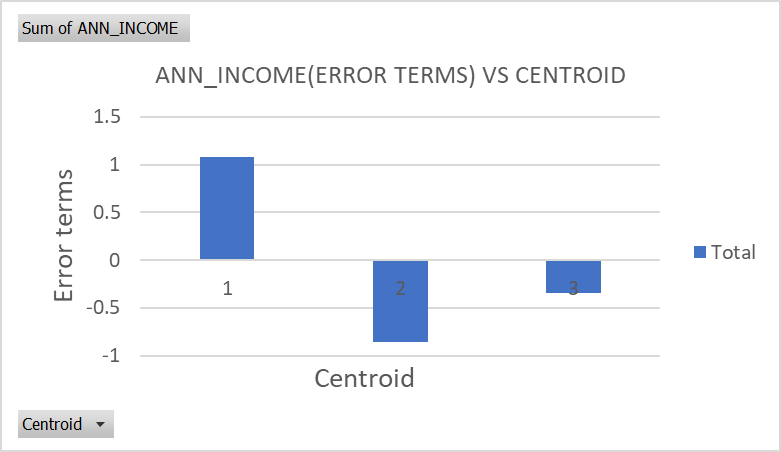 Sum of ANN_INCOME
ANN_INCOME(ERROR TERMS) VS CENTROID
1.5
1
0.5
0
-0.5
-1
Error terms
1
2
3
Centroid
Total
Centroid